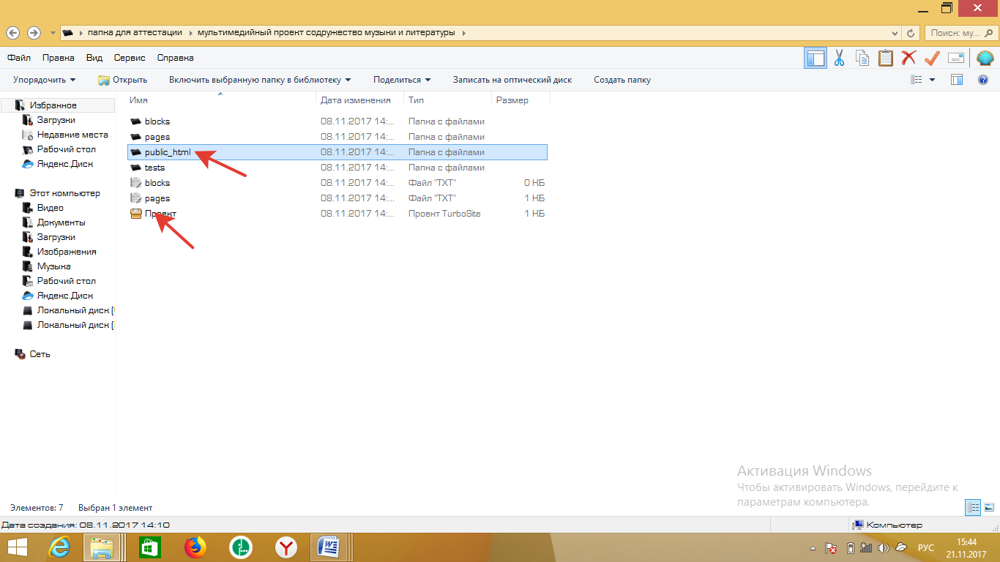 папка для аттестации мультимедийный проект содружество музыки и литературы Поиск: му...
Файл Правка Вид Сервис Справка
Упорядочить Открыть Включить выбранную папку в библиотеку Поделиться Записать на оптический диск Создать папку
Имя Дата изменения Тип Размер
Избранное
Загрузки
Недавние места
Рабочий стол
Яндекс.Диск
Этот компьютер
Видео
Документы
Загрузки
Изображения
Музыка
Рабочий стол
Яндекс.Диск
Локальный диск (
Локальный диск (
Сеть
blocks 08.11.2017 14:... Папка с файлами
pages 08.11.2017 14:... Папка с файлами
public_html 08.11.2017 14:... Папка с файлами
tests 08.11.2017 14:... Папка с файлами
blocks 08.11.2017 14:... Файл "TXT" 0 КБ
pages 08.11.2017 14:... Файл "TXT" 1 КБ
Проект 08.11.2017 14:... Проект TurboSite 1 КБ
Активация Windows
Чтобы активировать Windows, перейдите к
параметрам компьютера.
Элементов: 7 Выбран 1 элемент
Дата создания: 08.11.2017 14:10 Компьютер
РУС 15:44
21.11.2017